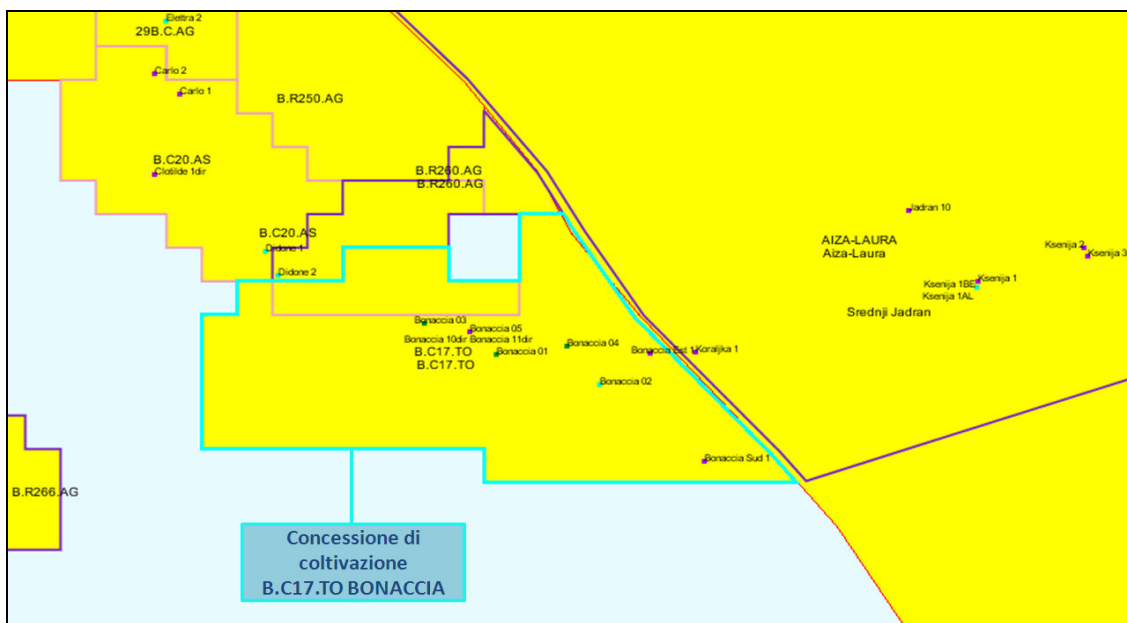 Elettra 2
29B.C.AG
Carlo 2
Carlo 1
B.R250.AG
B.C20.AS
Clotilde 1dir
B.R260.AG
B.R260.AG
B.C20.AS
Didone 1
Didone 2
Jadran 10
AIZA-LAURA
Aiza-Laura
Ksenija 2
Ksenija 3
Ksenija 1
Ksenija 1BE
Ksenija 1AL
Srednji Jadran
Bonaccia 03
Bonaccia 05
Bonaccia 10dir Bonaccia 11dir
Bonaccia 04
B.C17.TO
Bonaccia 01
B.C17.TO
Bonaccia Est 1
Koraljka 1
Bonaccia 02
Bonaccia Sud 1
B.R266.AG
Concessione di
coltivazione
B.C17.TO BONACCIA